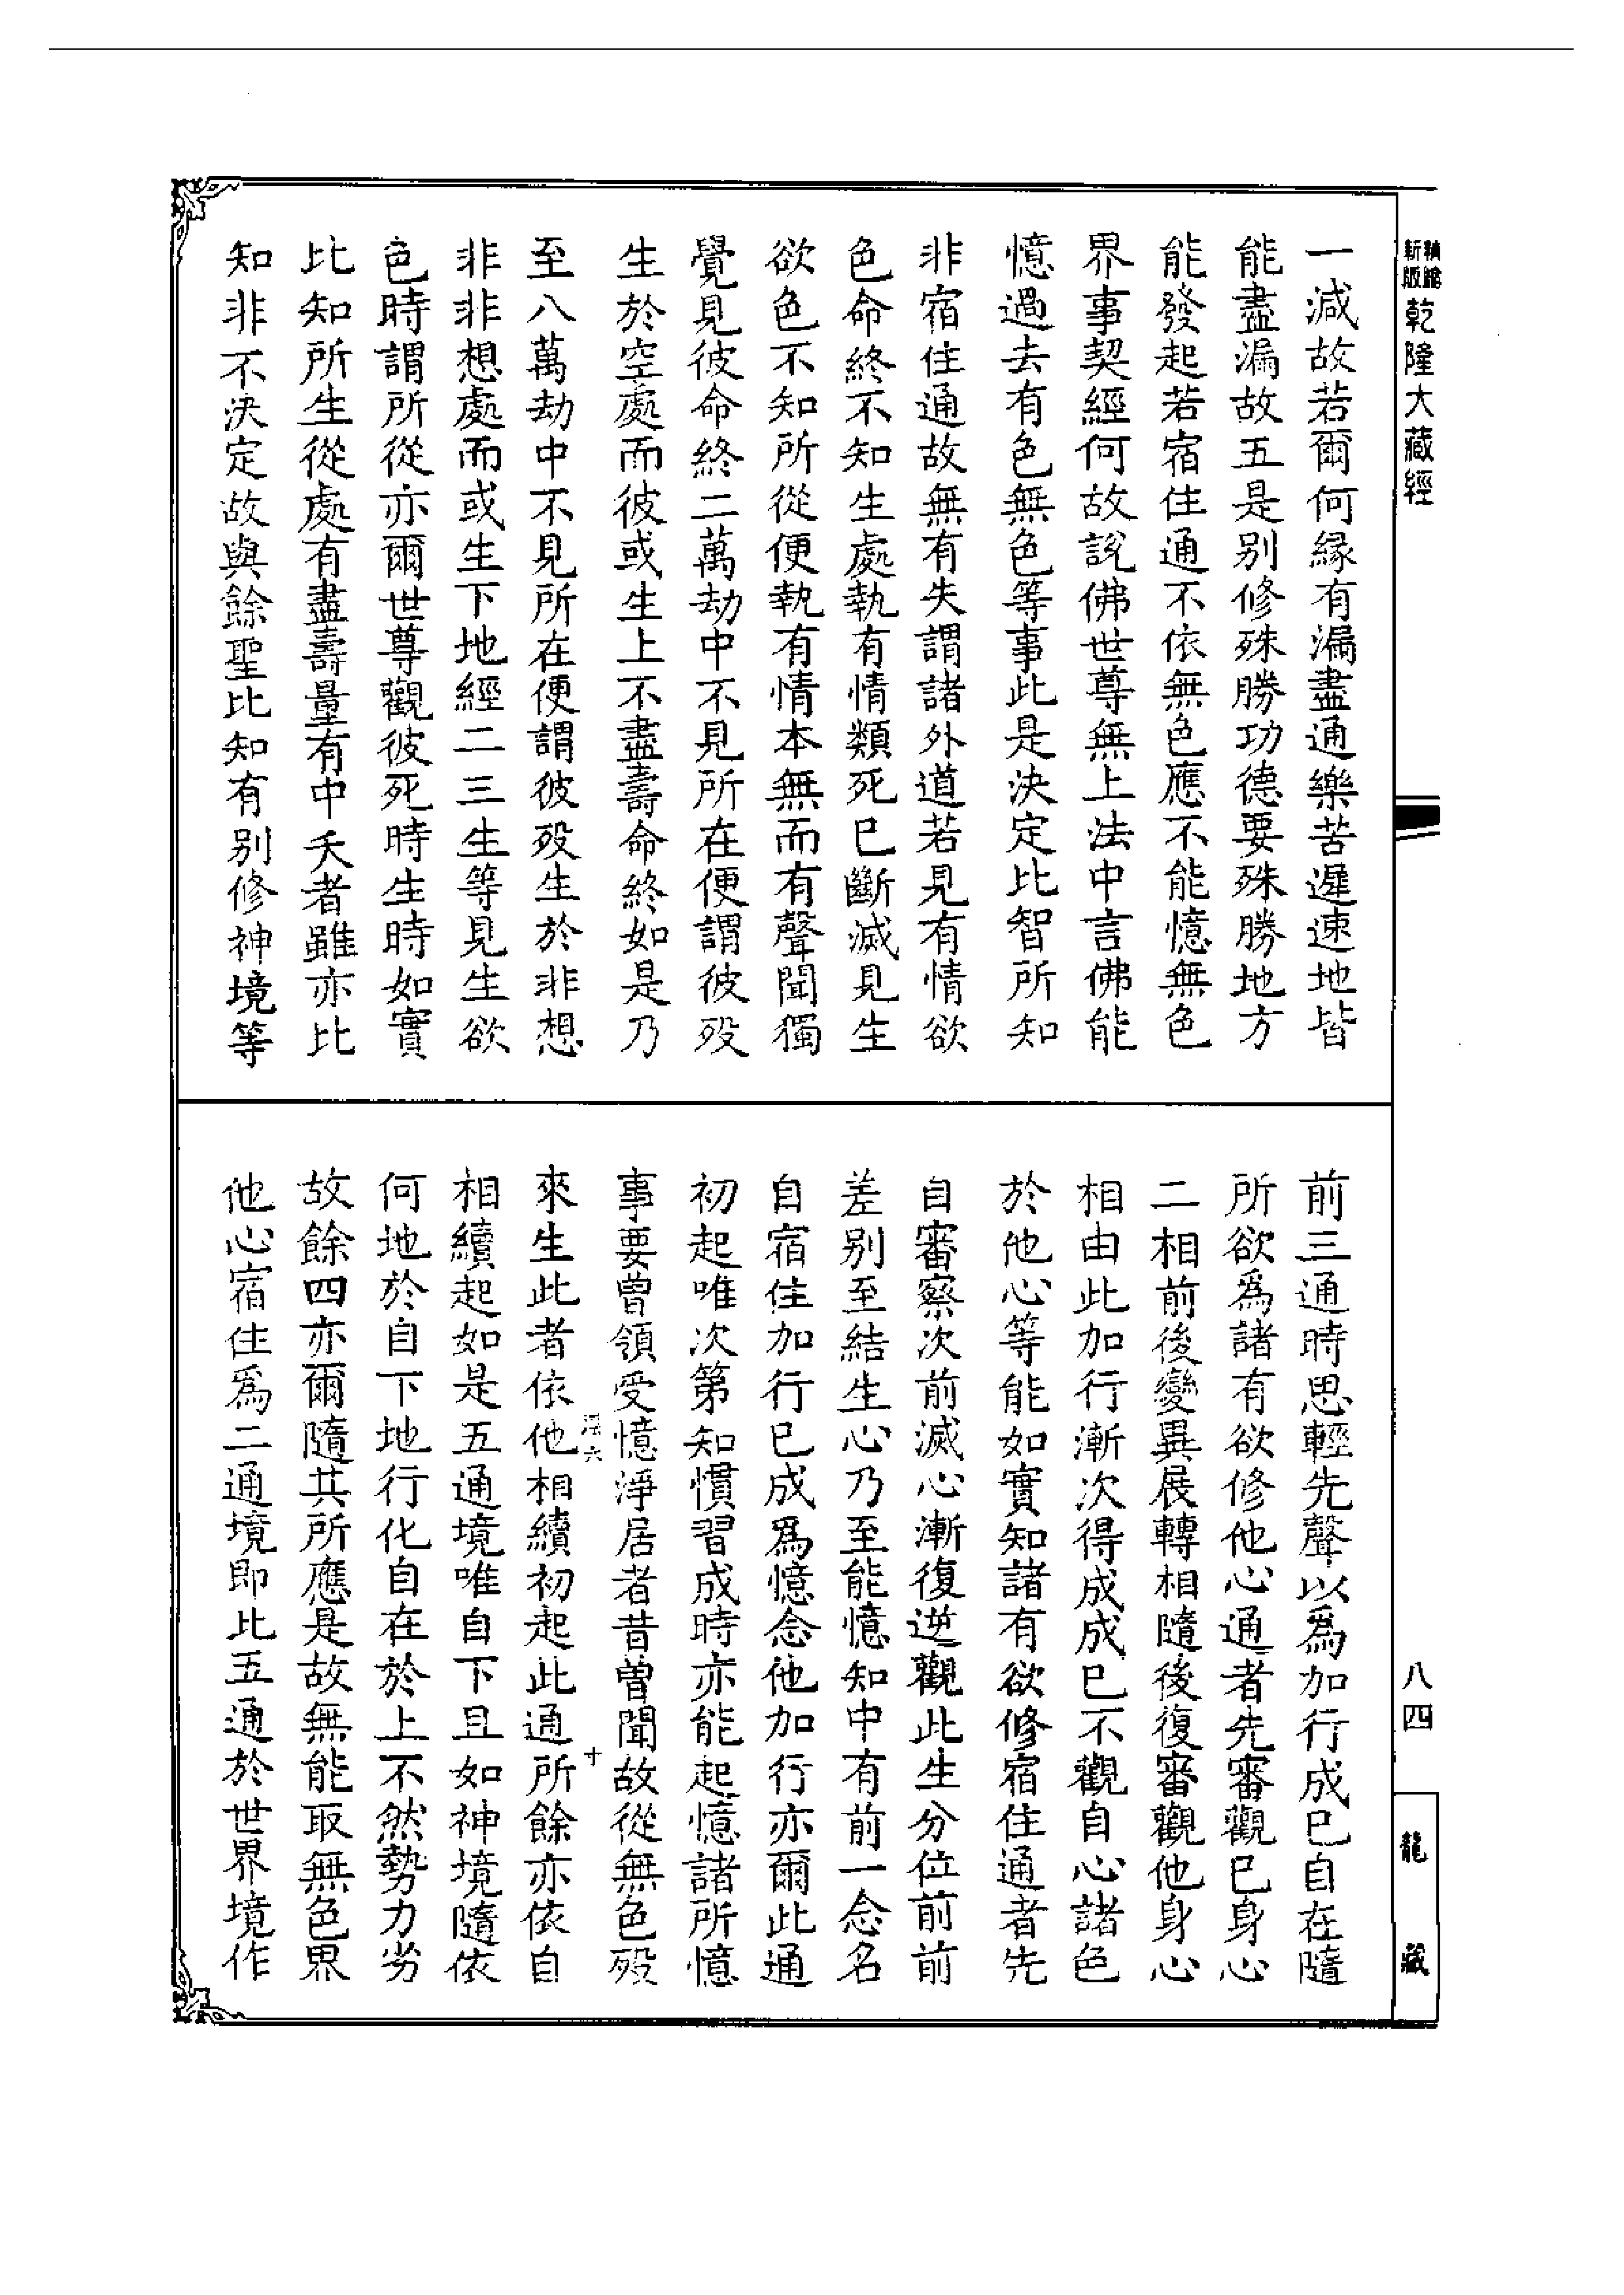 新版
乾隆大藏經
一減故若爾何緣有漏盡通樂苦遲速地皆
能盡漏故五是別修殊勝功德要殊勝地方
能發起若宿住通不依無色應不能憶無色
界事契經何故說佛世尊無上法中言佛能
憶過去有色無色等事此是決定比智所知
非宿住通故無有失謂諸外道若見有情欲
色命終不知生處執有情類死已斷滅見生
欲色不知所從便執有情本無而有聲聞獨
覺見彼命終二萬劫中不見所在便謂彼歿
生於空處而彼或生上不盡壽命終如是乃
至八萬劫中不見所在便謂彼歿生於非想
非非想處而或生下地經二三生等見生欲
色時謂所從亦爾世尊觀彼死時生時如實
比知所生從處有盡壽量有中夭者雖亦比
知非不決定故與餘聖比知有別修神境等
前三通時思輕先聲以爲加行成已自在隨
所欲爲諸有欲修他心通者先審觀已身心
二相前後變異展轉相隨後復審觀他身心
相由此加行漸次得成成已不觀自心諸色
於他心等能如實知諸有欲修宿住通者先
自審察次前滅心漸復逆觀此生分位前前
差別至結生心乃至能憶知中有前一念名
自宿住加行已成爲憶念他加行亦爾此通
初起唯次第知慣習成時亦能起憶諸所憶
事要曾領受憶淨居者昔曾聞故從無色歿
來生此者依他相續初起此通所餘亦依自
相續起如是五通境唯自下且如神境隨依
何地於自下地行化自在於上不然勢力劣
故餘四亦爾隨其所應是故無能取無色界
他心宿住爲二通境即此五通於世界境作
十
八四
龍藏